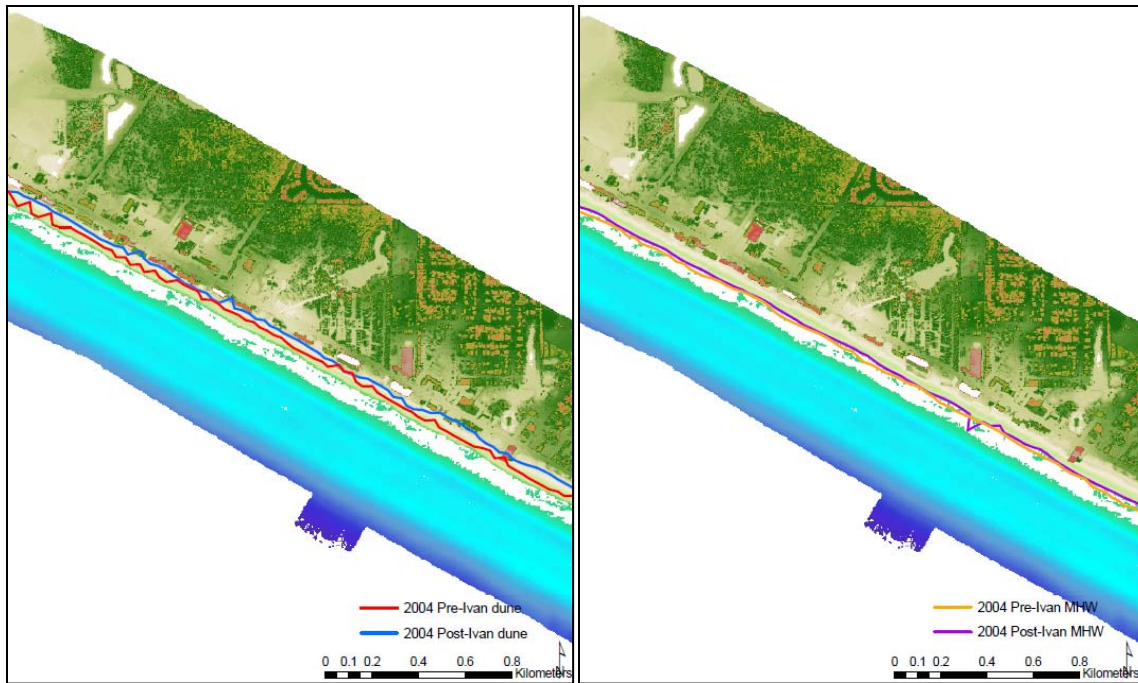 2004 Pre-Ivan dune
2004 Post-Ivan dune
0 0.1 0.2 0.4 0.6 0.8
Kilometers
N
2004 Pre-Ivan MHW
2004 Post-Ivan MHW
0 0.1 0.2 0.4 0.6 0.8
Kilometers
N